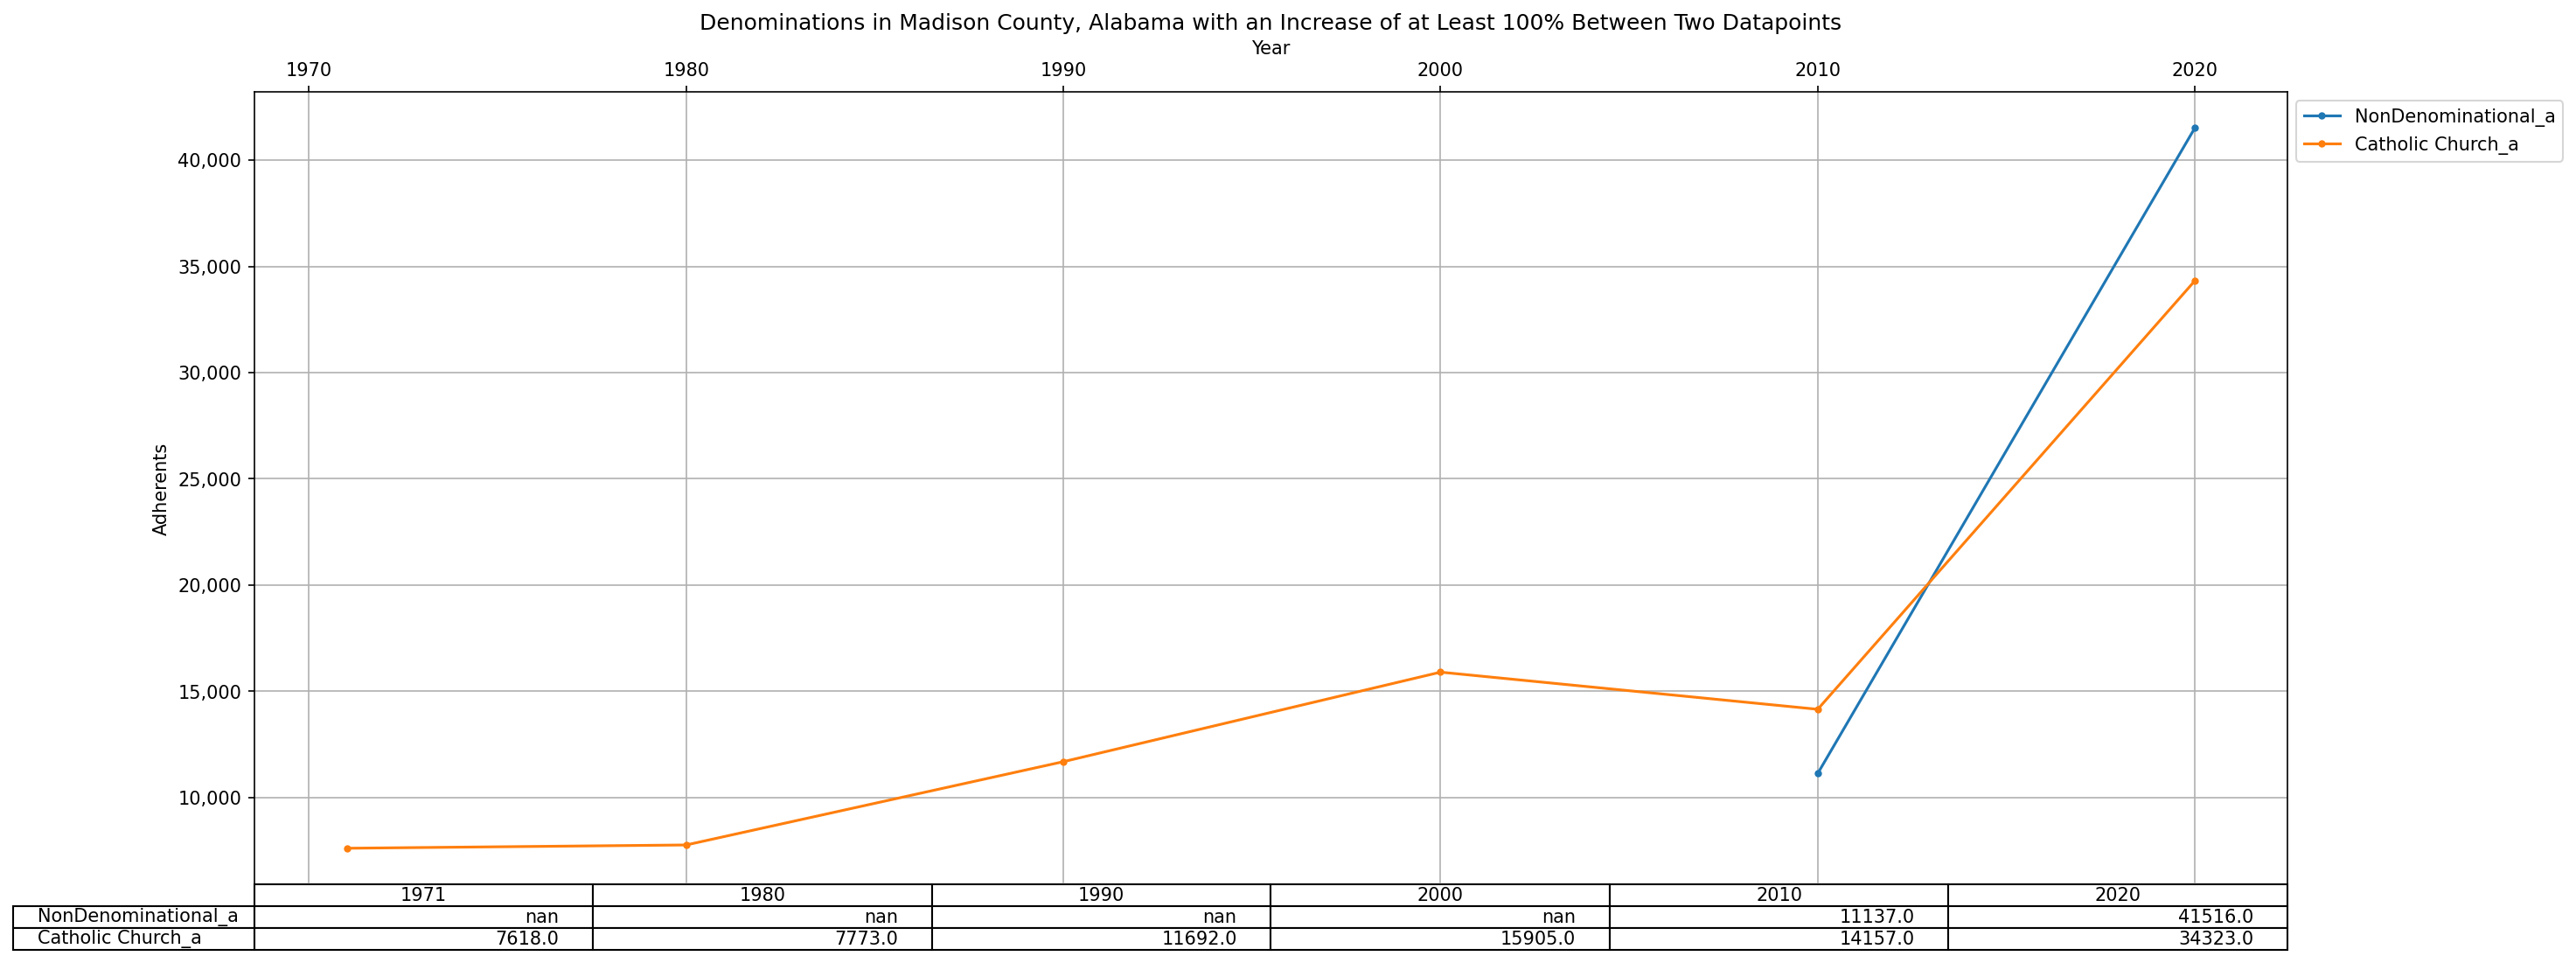 Denominations in Madison County, Alabama with an Increase of at Least 100% Between Two Datapoints
Year
1970 1980 1990 2000 2010 2020
NonDenominational_a
Catholic Church_a
40,000
35,000
30,000
25,000
20,000
15,000
10,000
Adherents
1971 1980 1990 2000 2010 2020
NonDenominational_a nan nan nan nan 11137.0 41516.0
Catholic Church_a 7618.0 7773.0 11692.0 15905.0 14157.0 34323.0